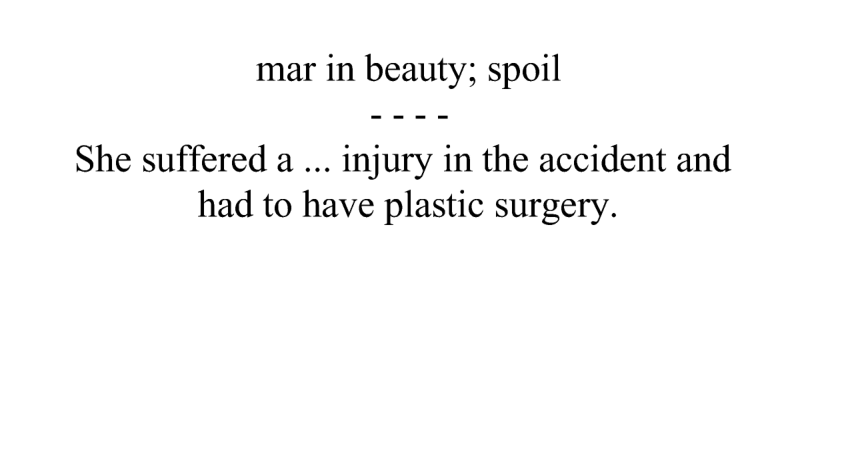 mar in beauty; spoil
- - - -
She suffered a ... injury in the accident and
had to have plastic surgery.